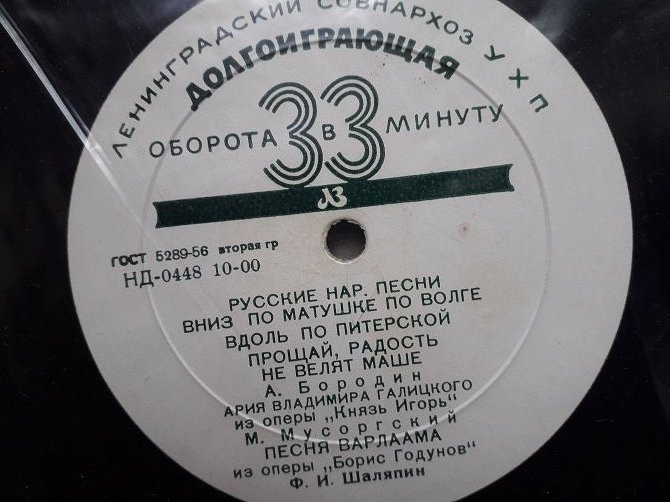 ЛЕНИНГРАДСКИЙ СОВНАРХОЗ УХП
ДОЛГОИГРАЮЩАЯ
ОБОРОТА 33 В МИНУТУ
ЛЗ
ГОСТ 5289-56 вторая гр
НД-0448 10-00
РУССКИЕ НАР. ПЕСНИ
ВНИЗ ПО МАТУШКЕ ПО ВОЛГЕ
ВДОЛЬ ПО ПИТЕРСКОЙ
ПРОЩАЙ, РАДОСТЬ
НЕ ВЕЛЯТ МАШЕ
А. Бородин
АРИЯ ВЛАДИМИРА ГАЛИЦКОГО
из оперы „Князь Игорь"
М. Мусоргский
ПЕСНЯ ВАРЛААМА
из оперы „Борис Годунов"
Ф. И. Шаляпин